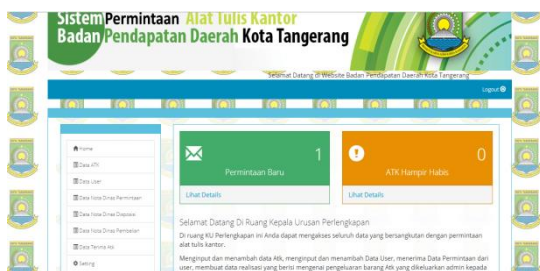 Sistem Permintaan Alat Tulis Kantor
Badan Pendapatan Daerah Kota Tangerang
Selamat Datang di Website Badan Pendapatan Daerah Kota Tangerang
Logout
Home
Data ATK
Data User
Data Nota Dinas Permintaan
Data Nota Dinas Disposisi
Data Nota Dinas Pembelian
Data Terima Atk
Setting
1
Permintaan Baru
Lihat Details
0
ATK Hampir Habis
Lihat Details
Selamat Datang Di Ruang Kepala Urusan Perlengkapan
Di ruang KU Perlengkapan ini Anda dapat mengakses seluruh data yang bersangkutan dengan permintaan
alat tulis kantor.
Menginput dan menambah data Atk, menginput dan menambah Data User, menerima Data Permintaan dari
user, membuat data realisasi yang berisi mengenai pengeluaran barang Atk yang dikeluarkan admin kepada